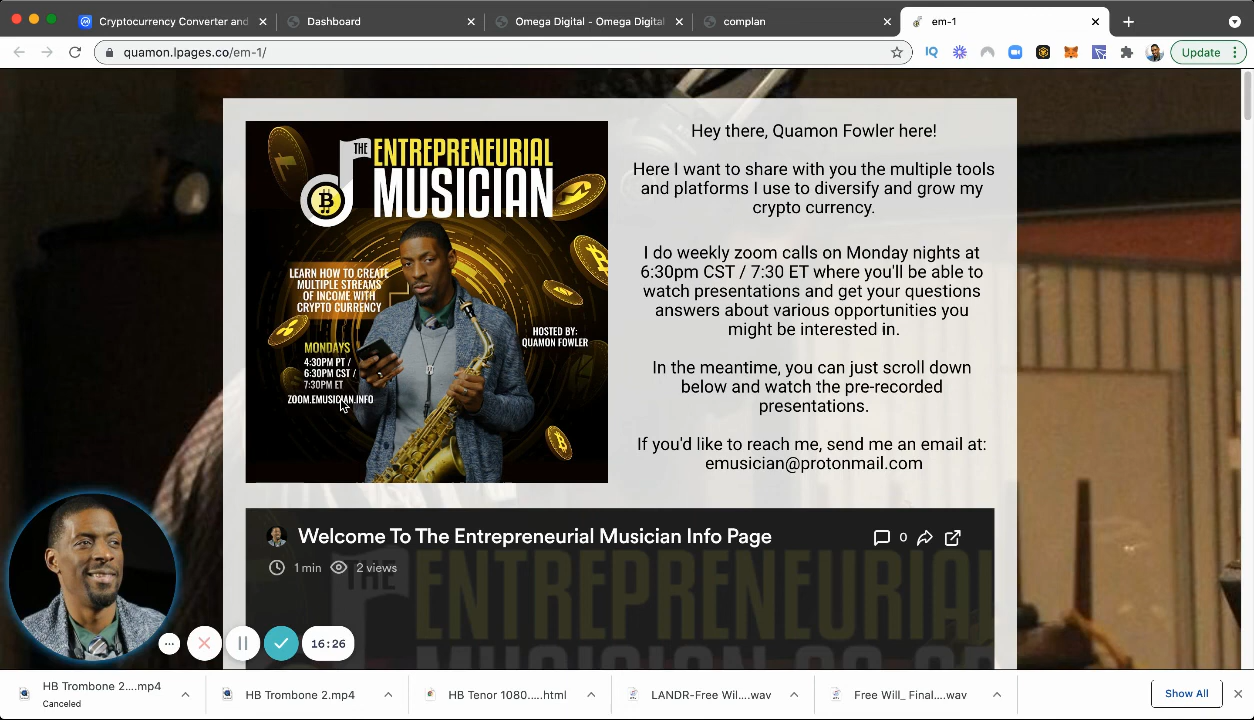 Cryptocurrency Converter and
Dashboard
Omega Digital - Omega Digital
complan
em-1
quamon.lpages.co/em-1/
Update
THE ENTREPRENEURIAL
MUSICIAN
LEARN HOW TO CREATE
MULTIPLE STREAMS
OF INCOME WITH
CRYPTO CURRENCY
HOSTED BY:
QUAMON FOWLER
MONDAYS
4:30PM PT /
6:30PM CST /
7:30PM ET
ZOOM.EMUSICIAN.INFO
Hey there, Quamon Fowler here!
Here I want to share with you the multiple tools
and platforms I use to diversify and grow my
crypto currency.
I do weekly zoom calls on Monday nights at
6:30pm CST / 7:30 ET where you'll be able to
watch presentations and get your questions
answers about various opportunities you
might be interested in.
In the meantime, you can just scroll down
below and watch the pre-recorded
presentations.
If you'd like to reach me, send me an email at:
emusician@protonmail.com
Welcome To The Entrepreneurial Musician Info Page
0
1 min 2 views
THE ENTREPRENEURIAL
16:26
HB Trombone 2....mp4
Canceled
HB Trombone 2.mp4
HB Tenor 1080.....html
LANDR-Free Wil....wav
Free Will_ Final....wav
Show All